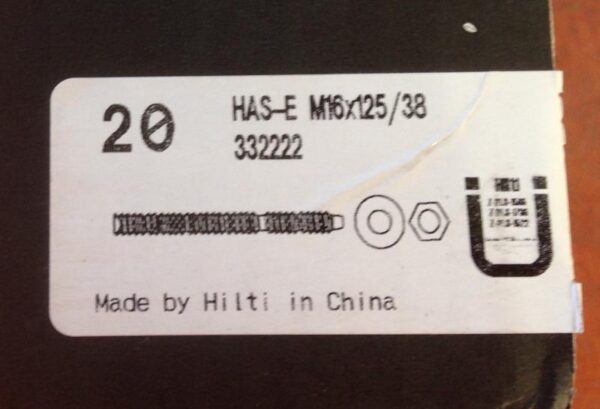 20
HAS-E M16x125/38
332222
Made by Hilti in China